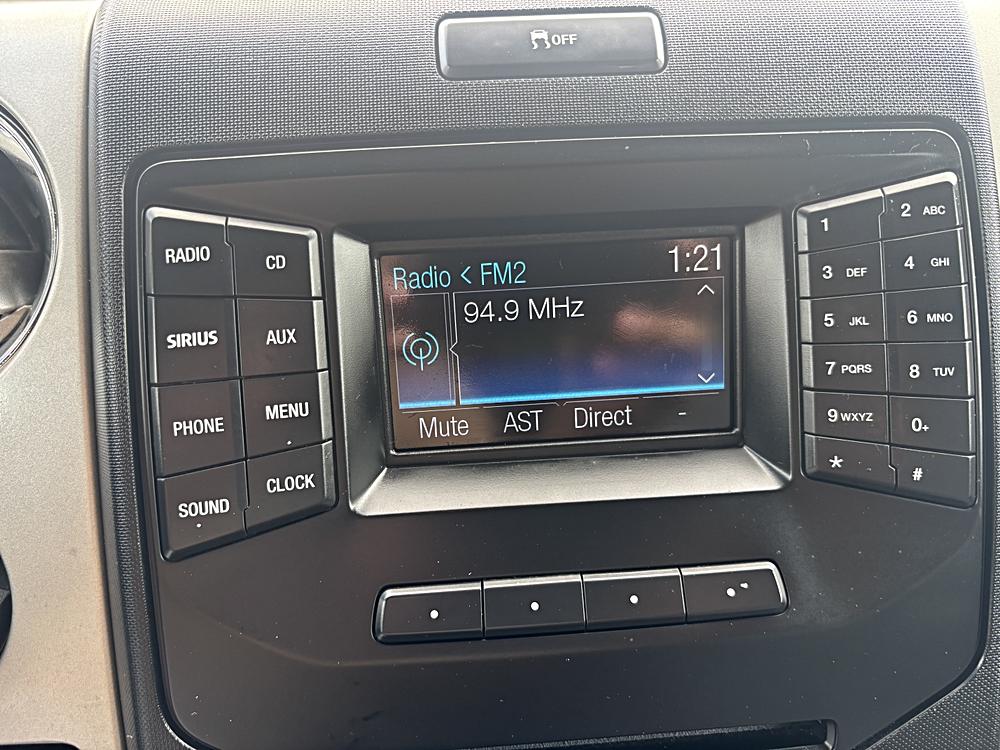 OFF
RADIO
CD
SIRIUS
AUX
PHONE
MENU
SOUND
CLOCK
Radio < FM2 1:21
94.9 MHz
Mute AST Direct -
1
2 ABC
3 DEF
4 GHI
5 JKL
6 MNO
7 PQRS
8 TUV
9 WXYZ
0+
*
#